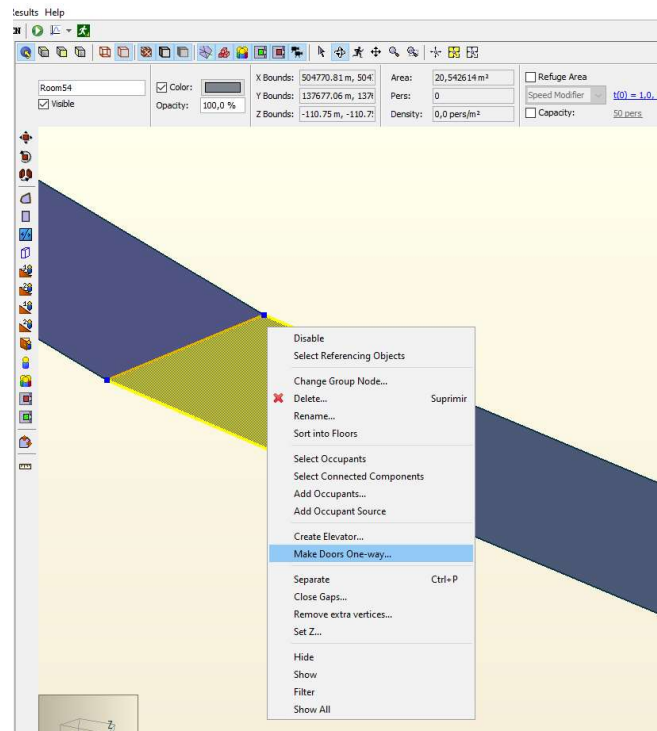 Results Help
Room54
Visible
Color:
Opacity: 100,0 %
X Bounds: 504770.81 m, 504
Y Bounds: 137677.06 m, 137
Z Bounds: -110.75 m, -110.7
Area: 20,542614 m²
Pers: 0
Density: 0,0 pers/m²
Refuge Area
Speed Modifier t(0) = 1,0,
Capacity: 50 pers
Disable
Select Referencing Objects
Change Group Node...
Delete... Suprimir
Rename...
Sort into Floors
Select Occupants
Select Connected Components
Add Occupants...
Add Occupant Source
Create Elevator...
Make Doors One-way...
Separate Ctrl+P
Close Gaps...
Remove extra vertices...
Set Z...
Hide
Show
Filter
Show All
Z